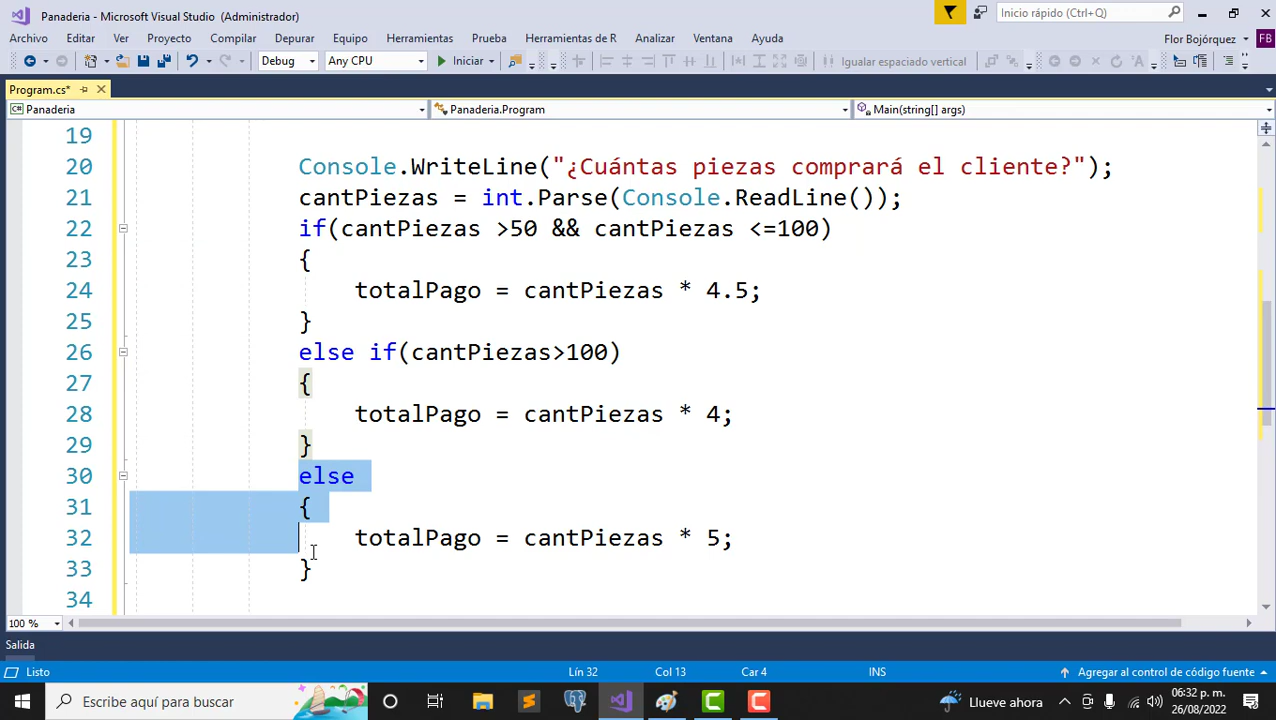 Panaderia - Microsoft Visual Studio (Administrador)
Inicio rápido (Ctrl+Q)
Archivo Editar Ver Proyecto Compilar Depurar Equipo Herramientas Prueba Herramientas de R Analizar Ventana Ayuda
Flor Bojórquez FB
Debug Any CPU Iniciar Igualar espaciado vertical
Program.cs*
C# Panaderia Panaderia.Program Main(string[] args)
19
20 Console.WriteLine("¿Cuántas piezas comprará el cliente?");
21 cantPiezas = int.Parse(Console.ReadLine());
22 if(cantPiezas >50 && cantPiezas <=100)
23 {
24 totalPago = cantPiezas * 4.5;
25 }
26 else if(cantPiezas>100)
27 {
28 totalPago = cantPiezas * 4;
29 }
30 else
31 {
32 totalPago = cantPiezas * 5;
33 }
34
100 %
Salida
Listo Lín 32 Col 13 Car 4 INS Agregar al control de código fuente
Escribe aquí para buscar
Llueve ahora
06:32 p. m.
26/08/2022